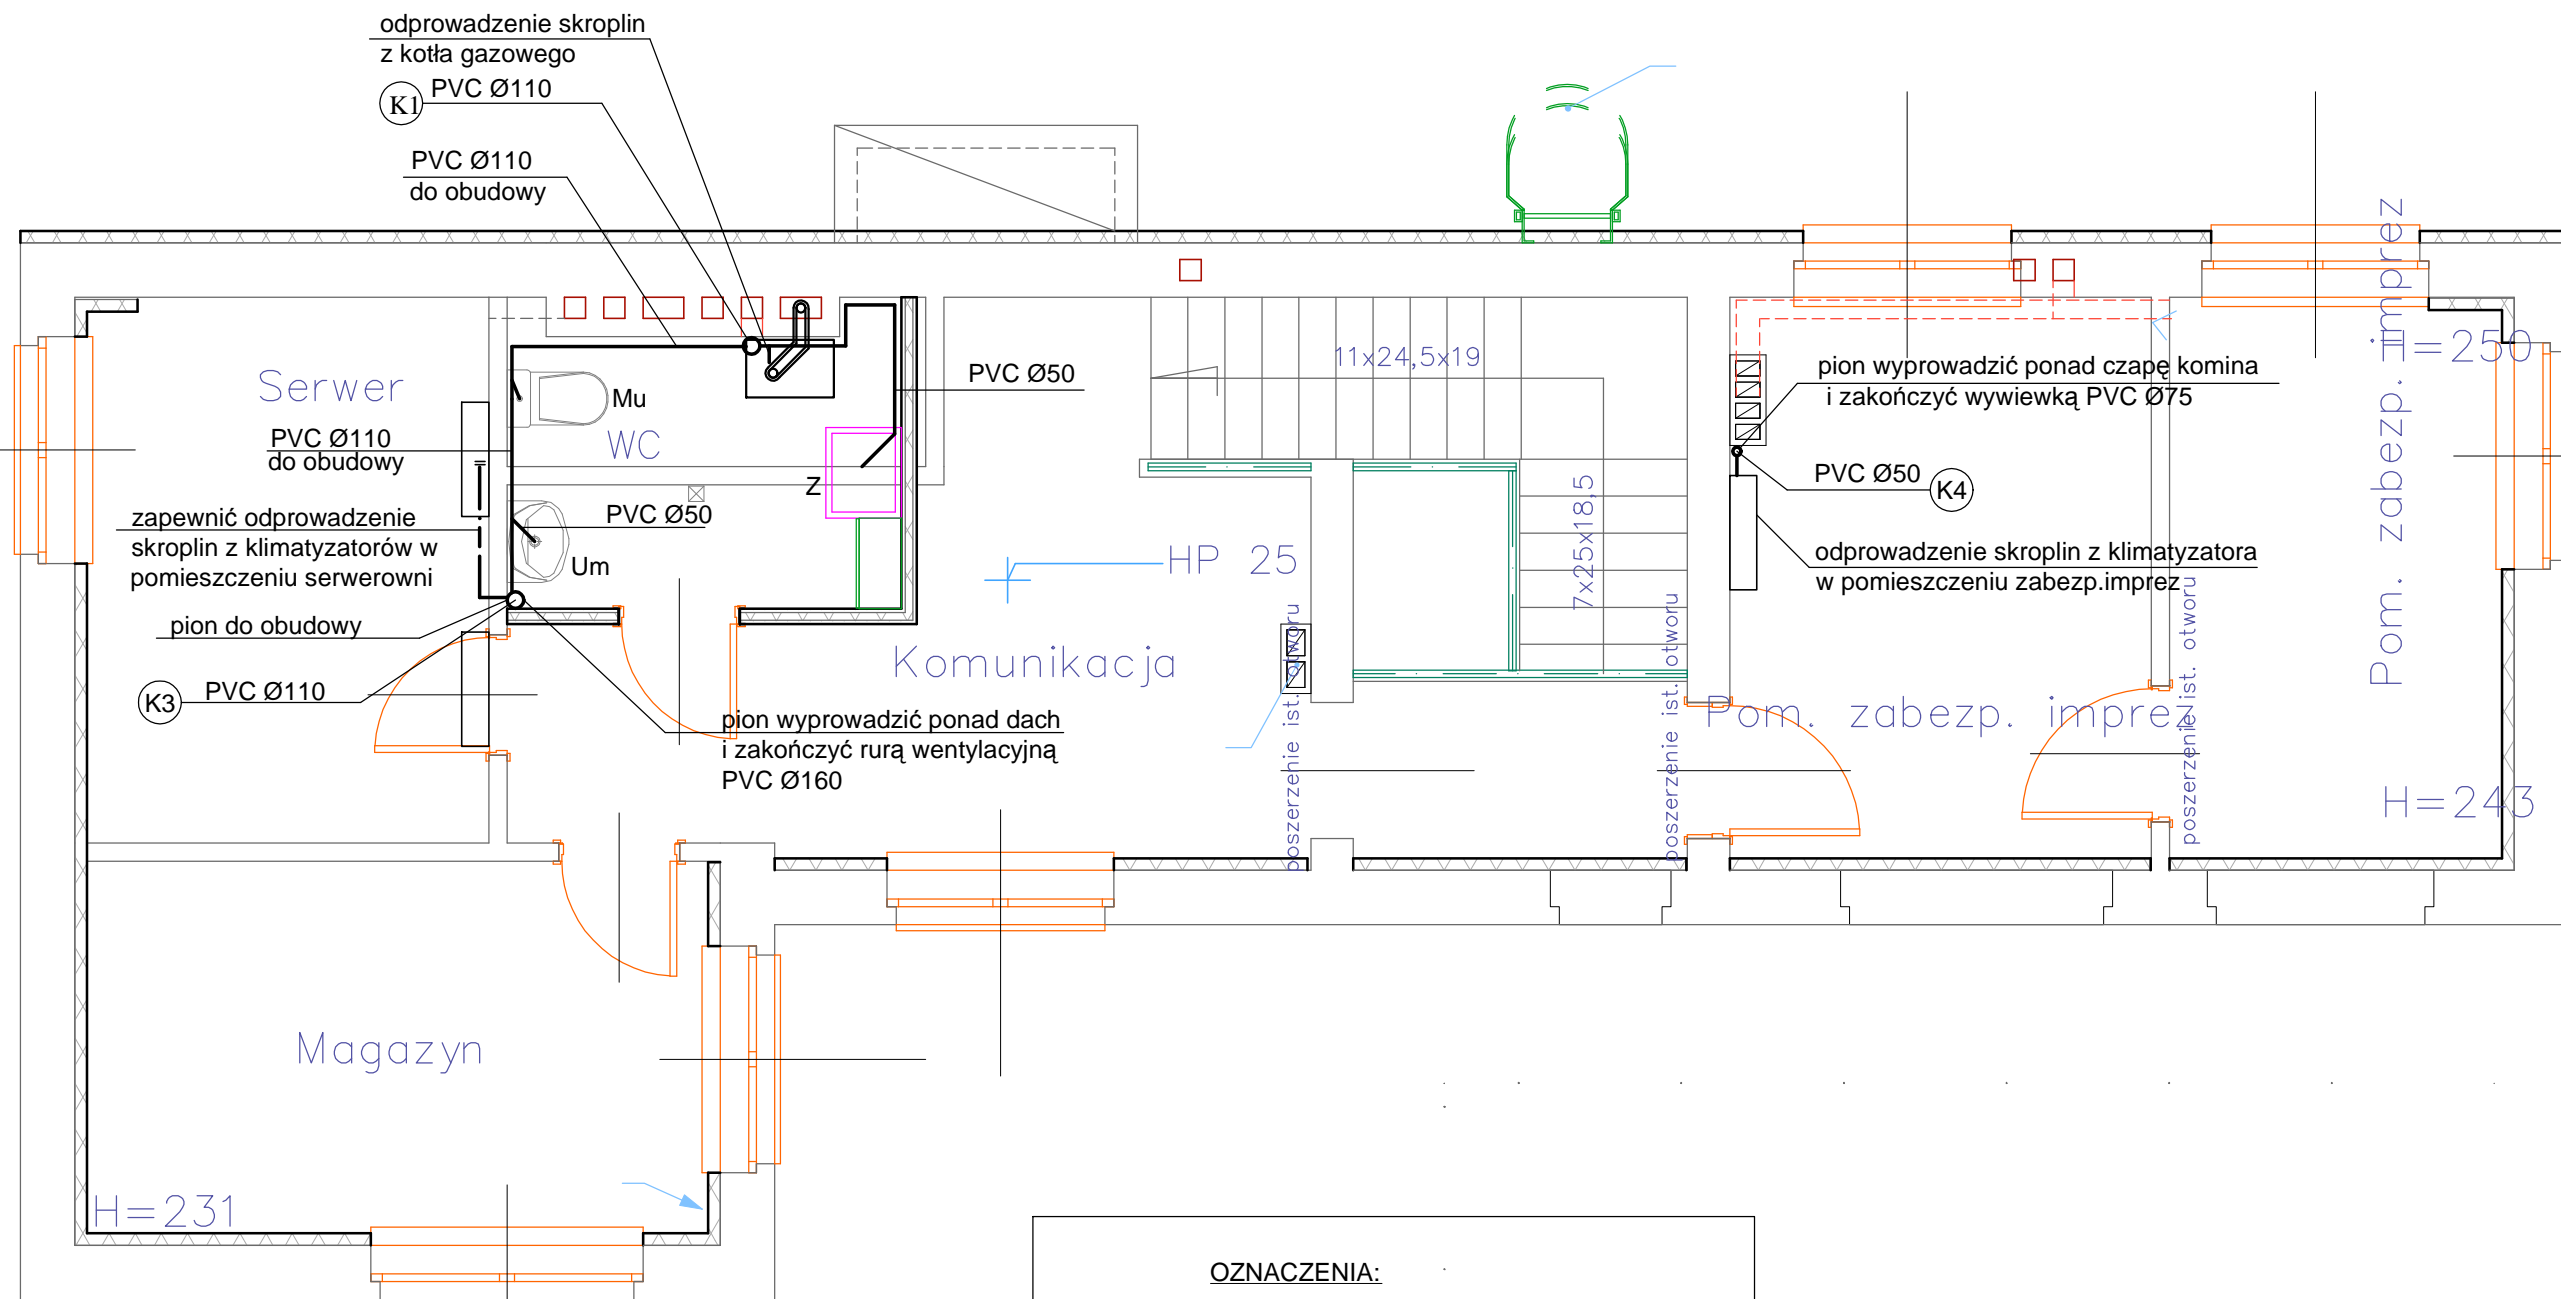 odprowadzenie skroplin
z kotła gazowego
K1
PVC Ø110
PVC Ø110
do obudowy
Serwer
PVC Ø110
do obudowy
zapewnić odprowadzenie
skroplin z klimatyzatorów w
pomieszczeniu serwerowni
pion do obudowy
K3
PVC Ø110
Mu
WC
Z
PVC Ø50
Um
PVC Ø50
HP 25
Komunikacja
pion wyprowadzić ponad dach
i zakończyć rurą wentylacyjną
PVC Ø160
11x24,5x19
7x25x18,5
poszerzenie ist. otworu
poszerzenie ist. otworu
pion wyprowadzić ponad czapę komina
i zakończyć wywiewką PVC Ø75
PVC Ø50
K4
odprowadzenie skroplin z klimatyzatora
w pomieszczeniu zabezp.imprez
Pom. zabezp. imprez
poszerzenie ist. otworu
Pom. zabezp. imprez
H=250
H=243
Magazyn
H=231
OZNACZENIA: